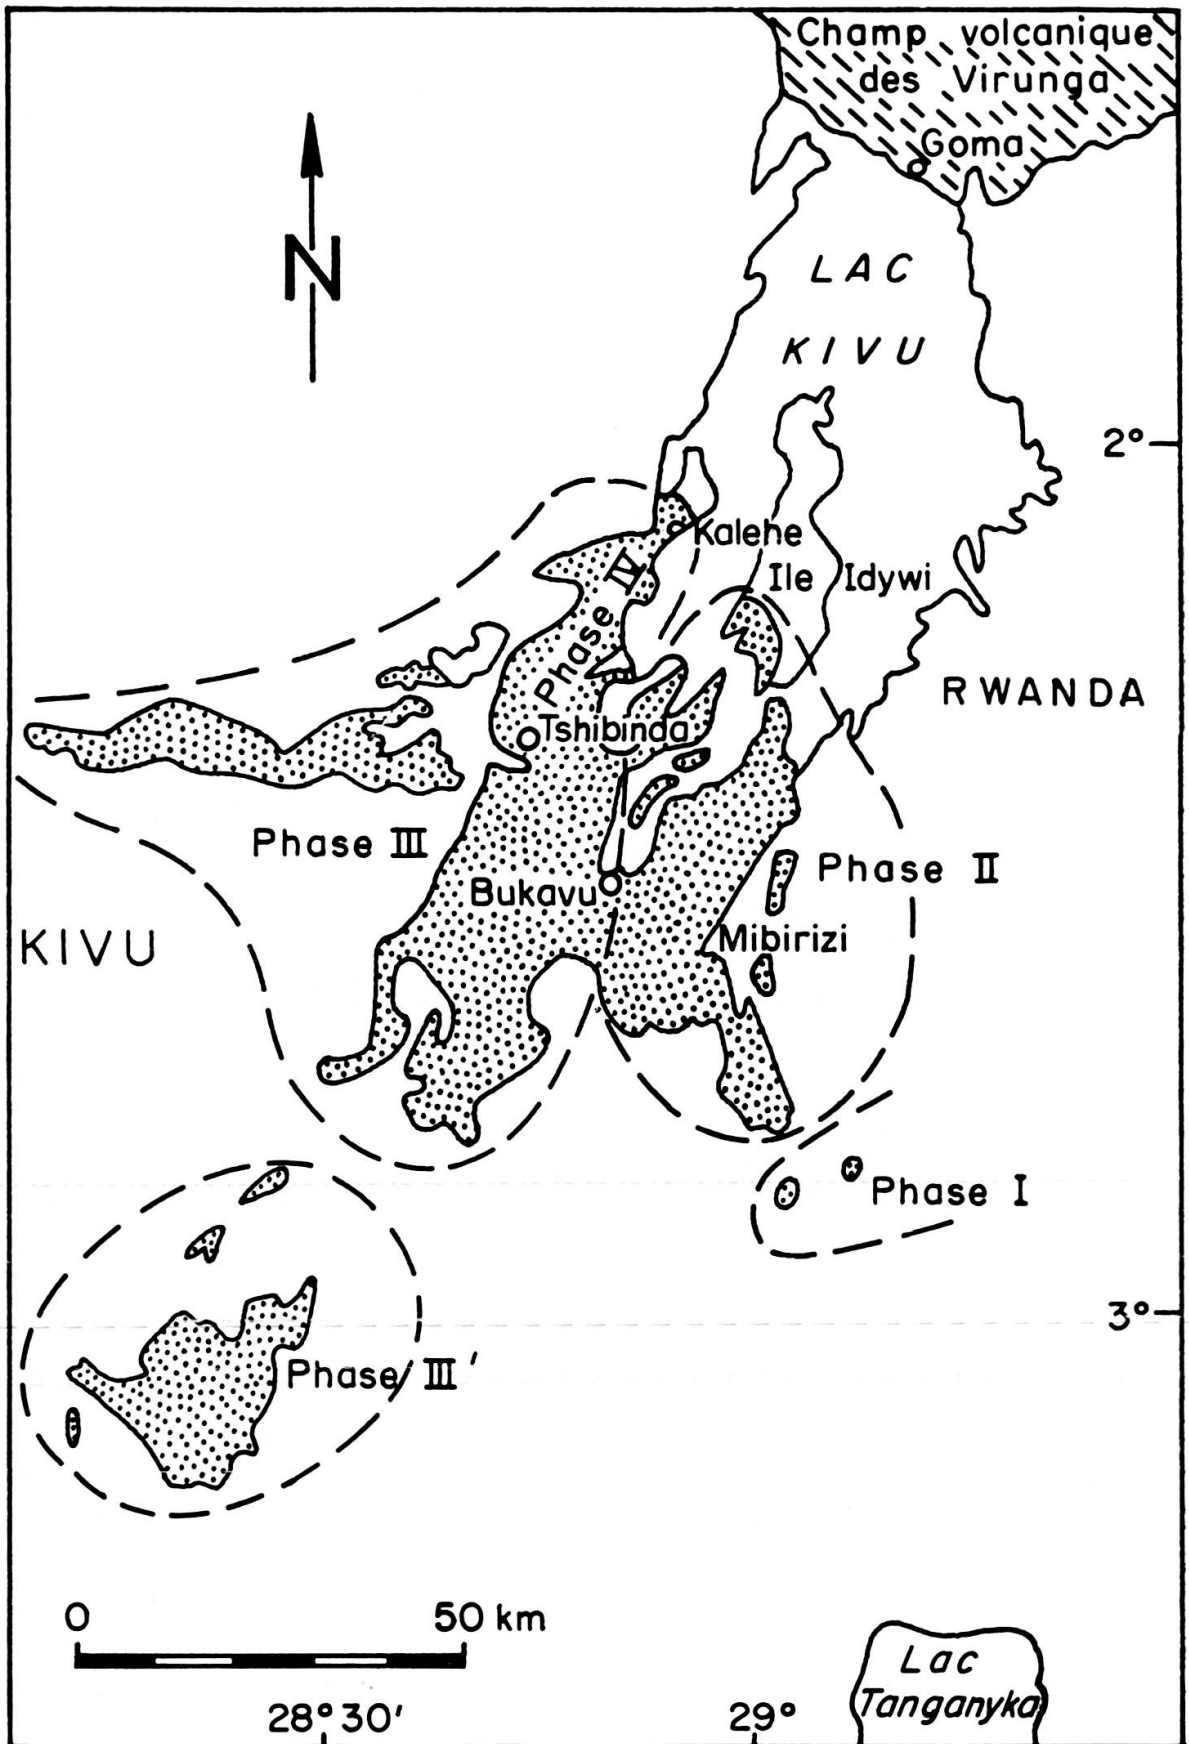 Champ volcanique
des Virunga
Goma
N
LAC
KIVU
2°
Kalehe
Ile Idywi
Phase IV
RWANDA
Tshibinda
Phase III
Phase II
Bukavu
Mibirizi
KIVU
Phase I
3°
Phase III'
0 50 km
Lac
Tanganyka
28°30' 29°